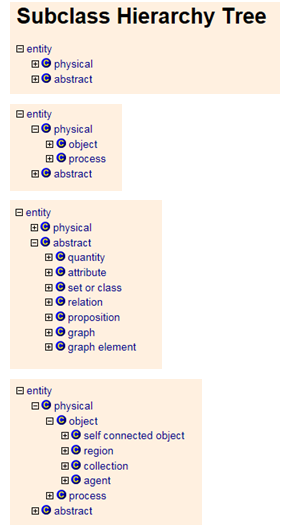 Subclass Hierarchy Tree
entity
physical
abstract
entity
physical
object
process
abstract
entity
physical
abstract
quantity
attribute
set or class
relation
proposition
graph
graph element
entity
physical
object
self connected object
region
collection
agent
process
abstract